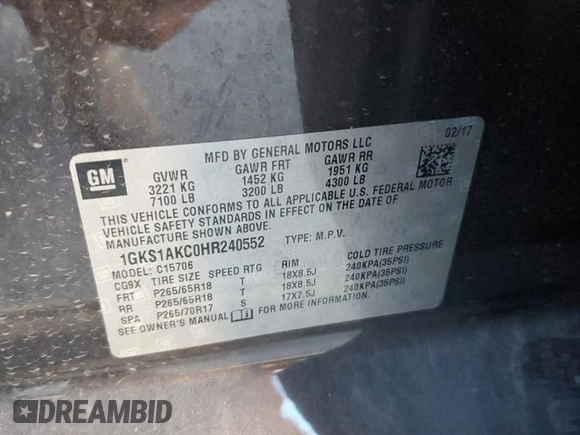 MFD BY GENERAL MOTORS LLC 02/17
GM GVWR GAWR FRT GAWR RR
3221 KG 1452 KG 1951 KG
7100 LB 3200 LB 4300 LB
THIS VEHICLE CONFORMS TO ALL APPLICABLE U.S. FEDERAL MOTOR
VEHICLE SAFETY STANDARDS IN EFFECT ON THE DATE OF
MANUFACTURE SHOWN ABOVE.
1GKS1AKC0HR240552 TYPE: M.P.V.
MODEL: C15706
CG9X TIRE SIZE SPEED RTG RIM COLD TIRE PRESSURE
FRT P265/65R18 T 18X8.5J 240KPA(35PSI)
RR P265/65R18 T 18X8.5J 240KPA(35PSI)
SPA P265/70R17 S 17X7.5J 240KPA(35PSI)
SEE OWNER'S MANUAL FOR MORE INFORMATION
DREAMBID